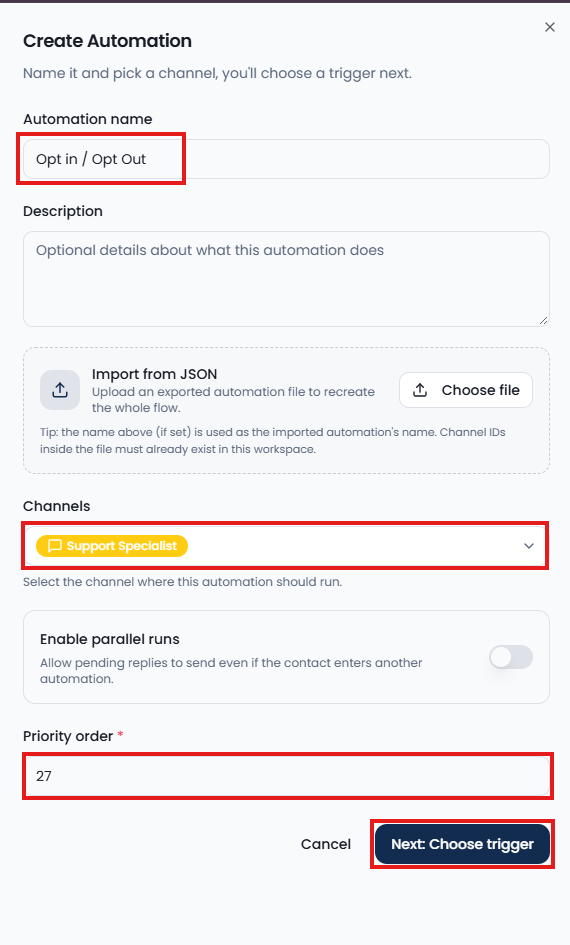 Create Automation
Name it and pick a channel, you'll choose a trigger next.
Automation name
Opt in / Opt Out
Description
Optional details about what this automation does
Import from JSON
Upload an exported automation file to recreate
the whole flow.
Choose file
Tip: the name above (if set) is used as the imported automation's name. Channel IDs
inside the file must already exist in this workspace.
Channels
Support Specialist
Select the channel where this automation should run.
Enable parallel runs
Allow pending replies to send even if the contact enters another
automation.
Priority order *
27
Cancel
Next: Choose trigger